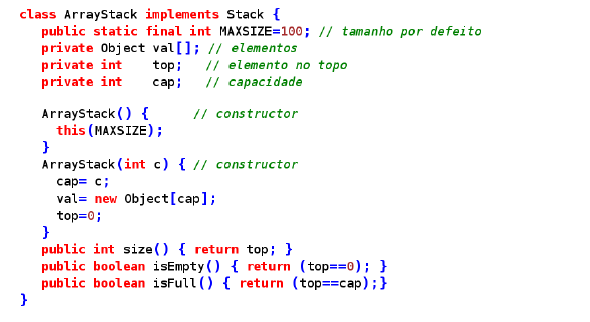 class ArrayStack implements Stack {
public static final int MAXSIZE=100; // tamanho por defeito
private Object val[]; // elementos
private int top; // elemento no topo
private int cap; // capacidade
ArrayStack() { // constructor
this(MAXSIZE);
}
ArrayStack(int c) { // constructor
cap= c;
val= new Object[cap];
top=0;
}
public int size() { return top; }
public boolean isEmpty() { return (top==0); }
public boolean isFull() { return (top==cap);}
}